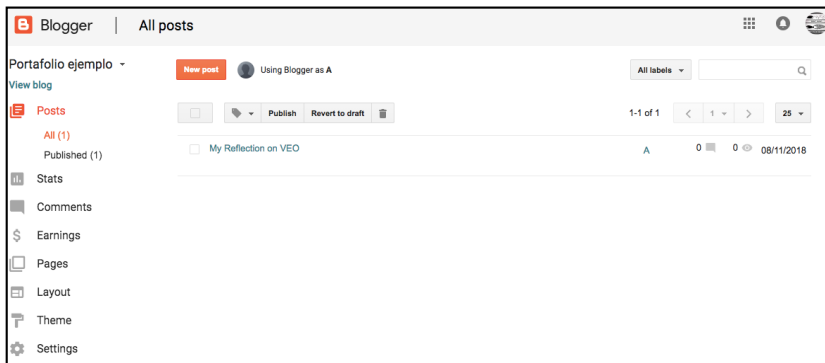 Blogger | All posts
Portafolio ejemplo
View blog
New post
Using Blogger as A
All labels
Posts
All (1)
Published (1)
Stats
Comments
Earnings
Pages
Layout
Theme
Settings
Publish
Revert to draft
1-1 of 1
1
25
My Reflection on VEO
A
0
0
08/11/2018